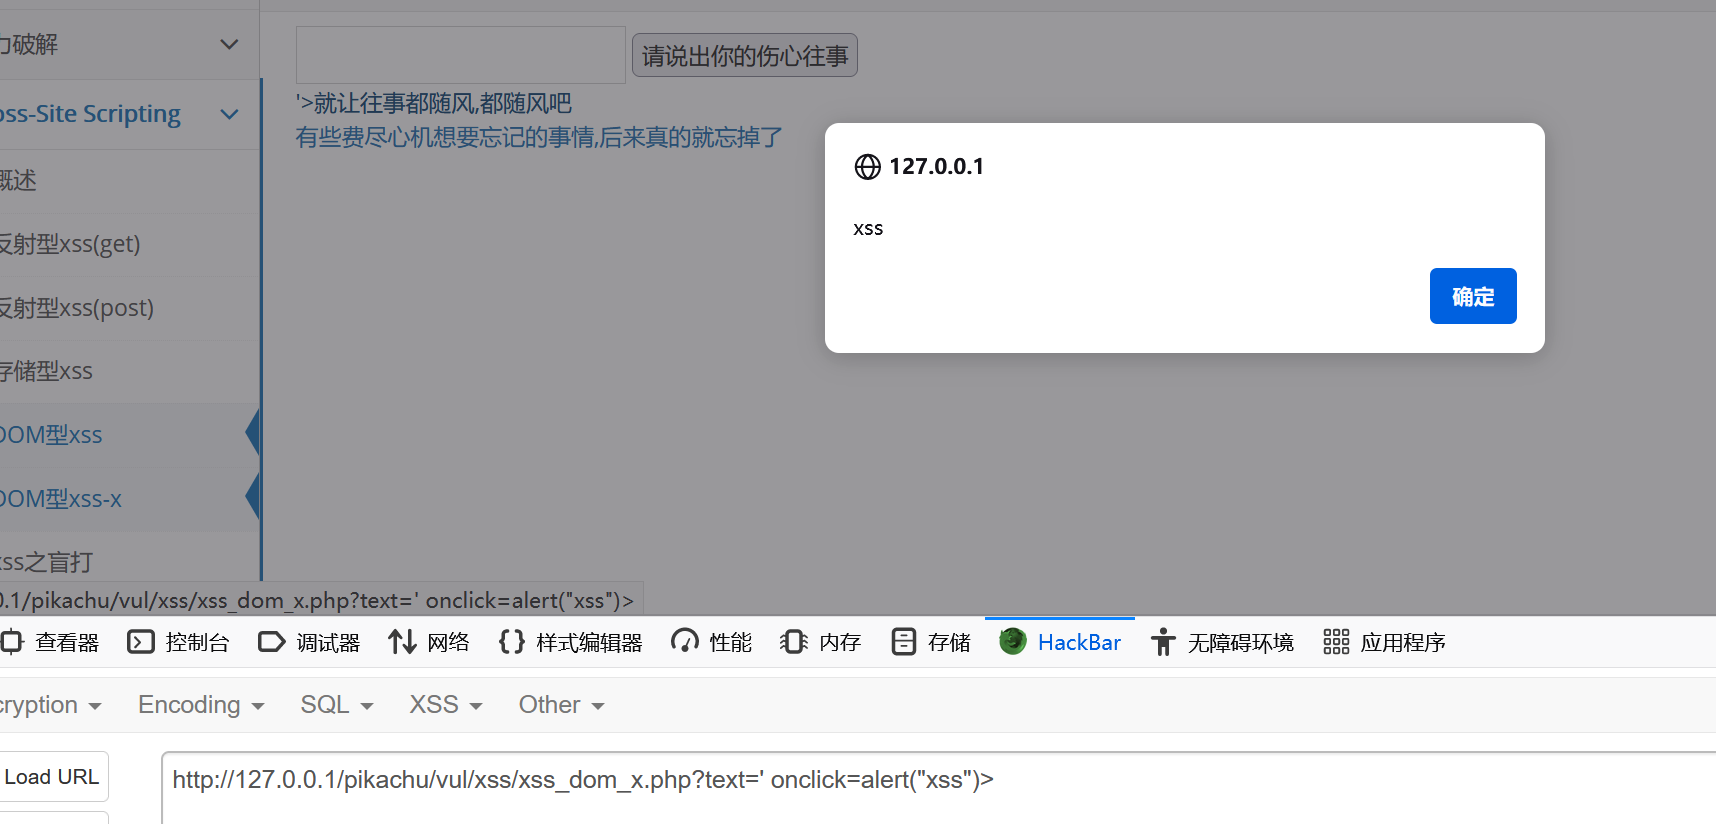 力破解
请说出你的伤心往事
'>就让往事都随风,都随风吧
oss-Site Scripting
有些费尽心机想要忘记的事情,后来真的就忘掉了
127.0.0.1
xss
确定
概述
反射型xss(get)
反射型xss(post)
存储型xss
DOM型xss
DOM型xss-x
xss之盲打
0.1/pikachu/vul/xss/xss_dom_x.php?text=' onclick=alert("xss")>
查看器 控制台 调试器 网络 样式编辑器 性能 内存 存储 HackBar 无障碍环境 应用程序
cryption Encoding SQL XSS Other
Load URL
http://127.0.0.1/pikachu/vul/xss/xss_dom_x.php?text=' onclick=alert("xss")>